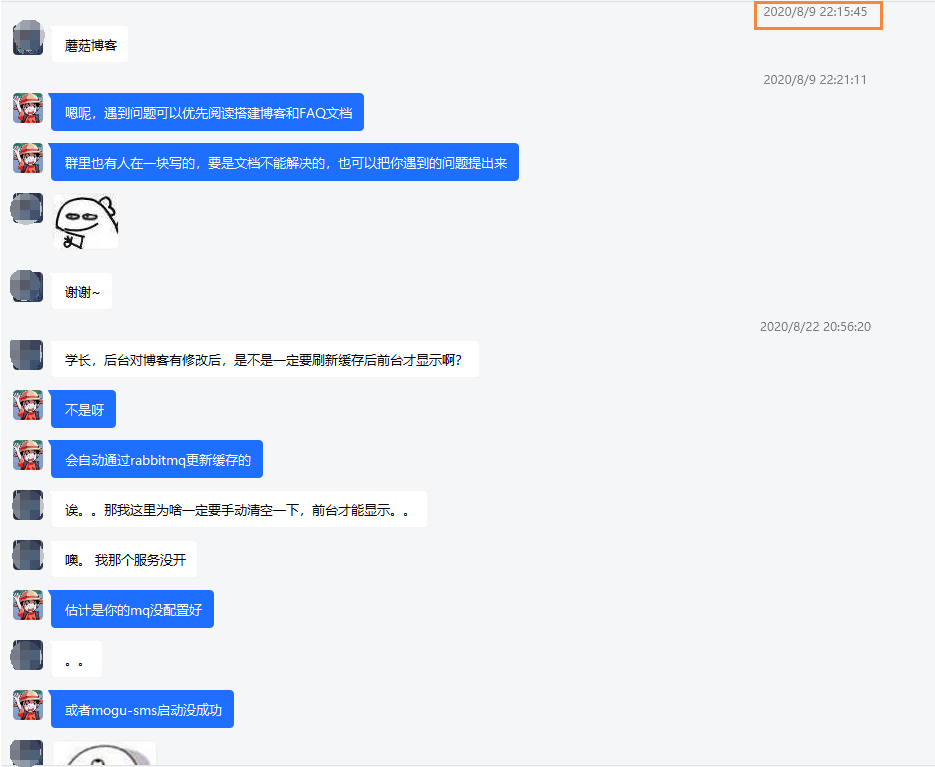 2020/8/9 22:15:45
蘑菇博客
2020/8/9 22:21:11
嗯呢，遇到问题可以优先阅读搭建博客和FAQ文档
群里也有人在一块写的，要是文档不能解决的，也可以把你遇到的问题提出来
谢谢~
2020/8/22 20:56:20
学长，后台对博客有修改后，是不是一定要刷新缓存后前台才显示啊？
不是呀
会自动通过rabbitmq更新缓存的
诶。。那我这里为啥一定要手动清空一下，前台才能显示。。
噢。 我那个服务没开
估计是你的mq没配置好
。。
或者mogu-sms启动没成功